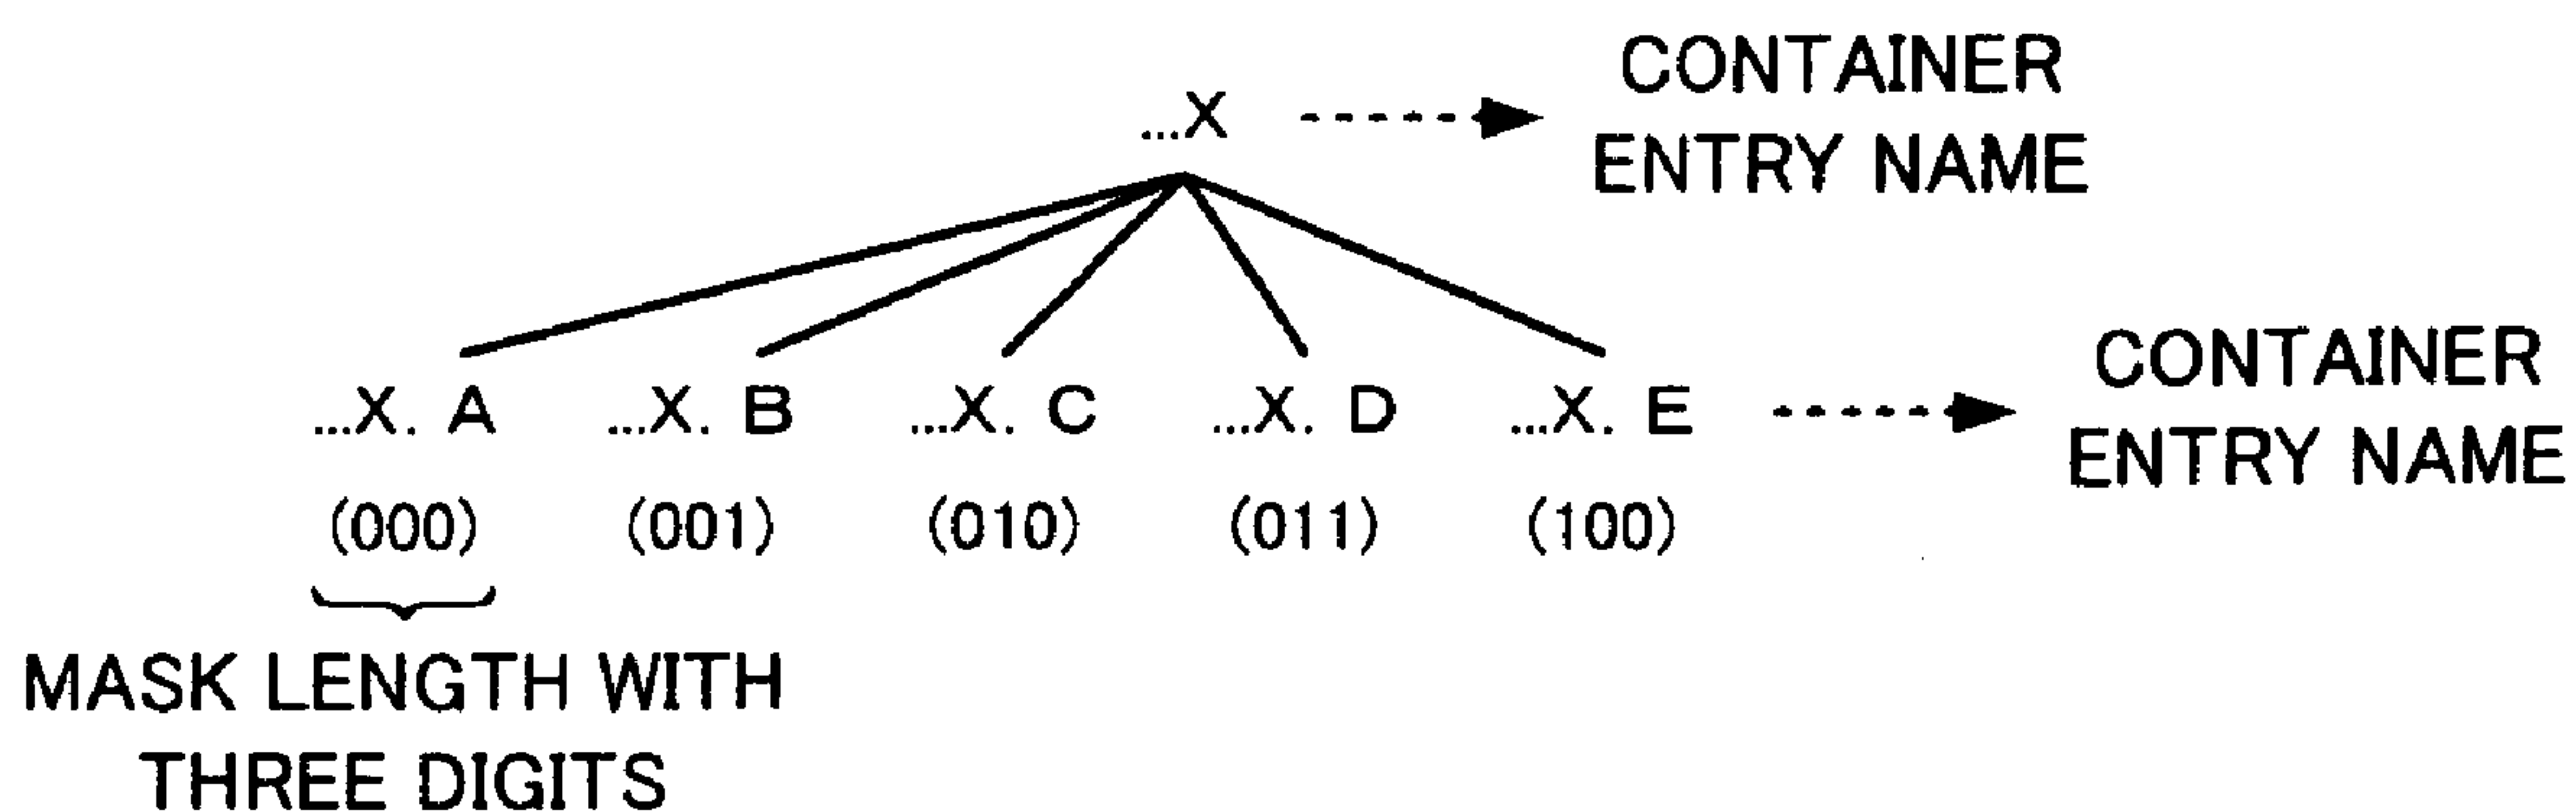 CONTAINER
...X
ENTRY NAME
...X. A ...X. B ...X. C ...X. D ...X. E
CONTAINER
ENTRY NAME
(000) (001) (010) (011) (100)
MASK LENGTH WITH
THREE DIGITS